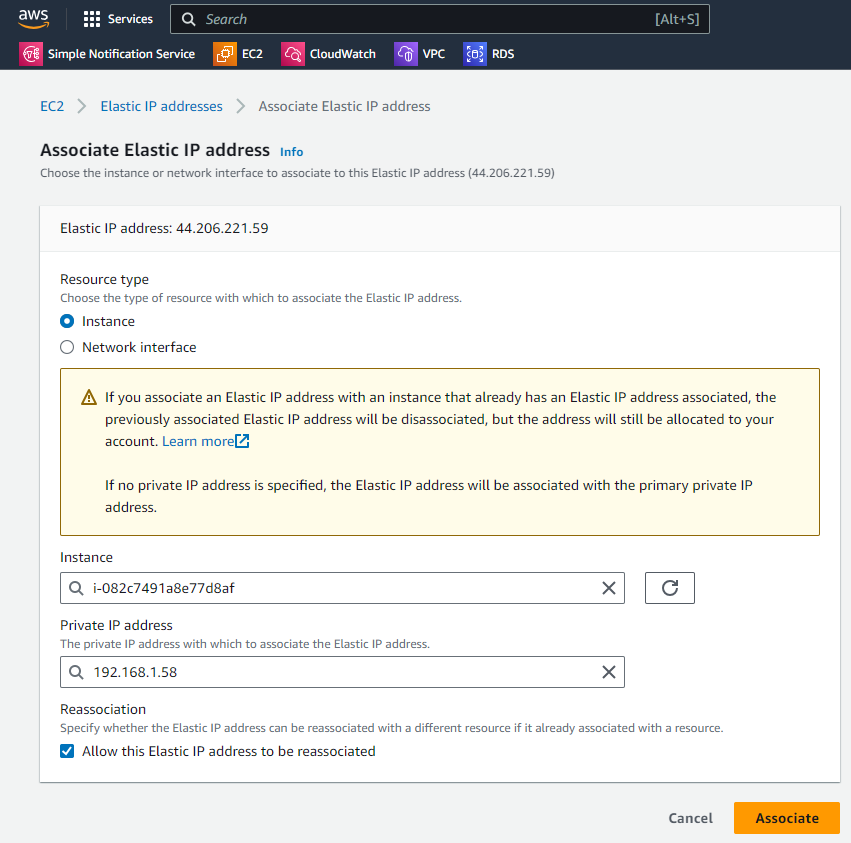 aws
Services
Search
[Alt+S]
Simple Notification Service
EC2
CloudWatch
VPC
RDS
EC2
Elastic IP addresses
Associate Elastic IP address
Associate Elastic IP address Info
Choose the instance or network interface to associate to this Elastic IP address (44.206.221.59)
Elastic IP address: 44.206.221.59
Resource type
Choose the type of resource with which to associate the Elastic IP address.
Instance
Network interface
If you associate an Elastic IP address with an instance that already has an Elastic IP address associated, the
previously associated Elastic IP address will be disassociated, but the address will still be allocated to your
account. Learn more
If no private IP address is specified, the Elastic IP address will be associated with the primary private IP
address.
Instance
i-082c7491a8e77d8af
Private IP address
The private IP address with which to associate the Elastic IP address.
192.168.1.58
Reassociation
Specify whether the Elastic IP address can be reassociated with a different resource if it already associated with a resource.
Allow this Elastic IP address to be reassociated
Cancel
Associate